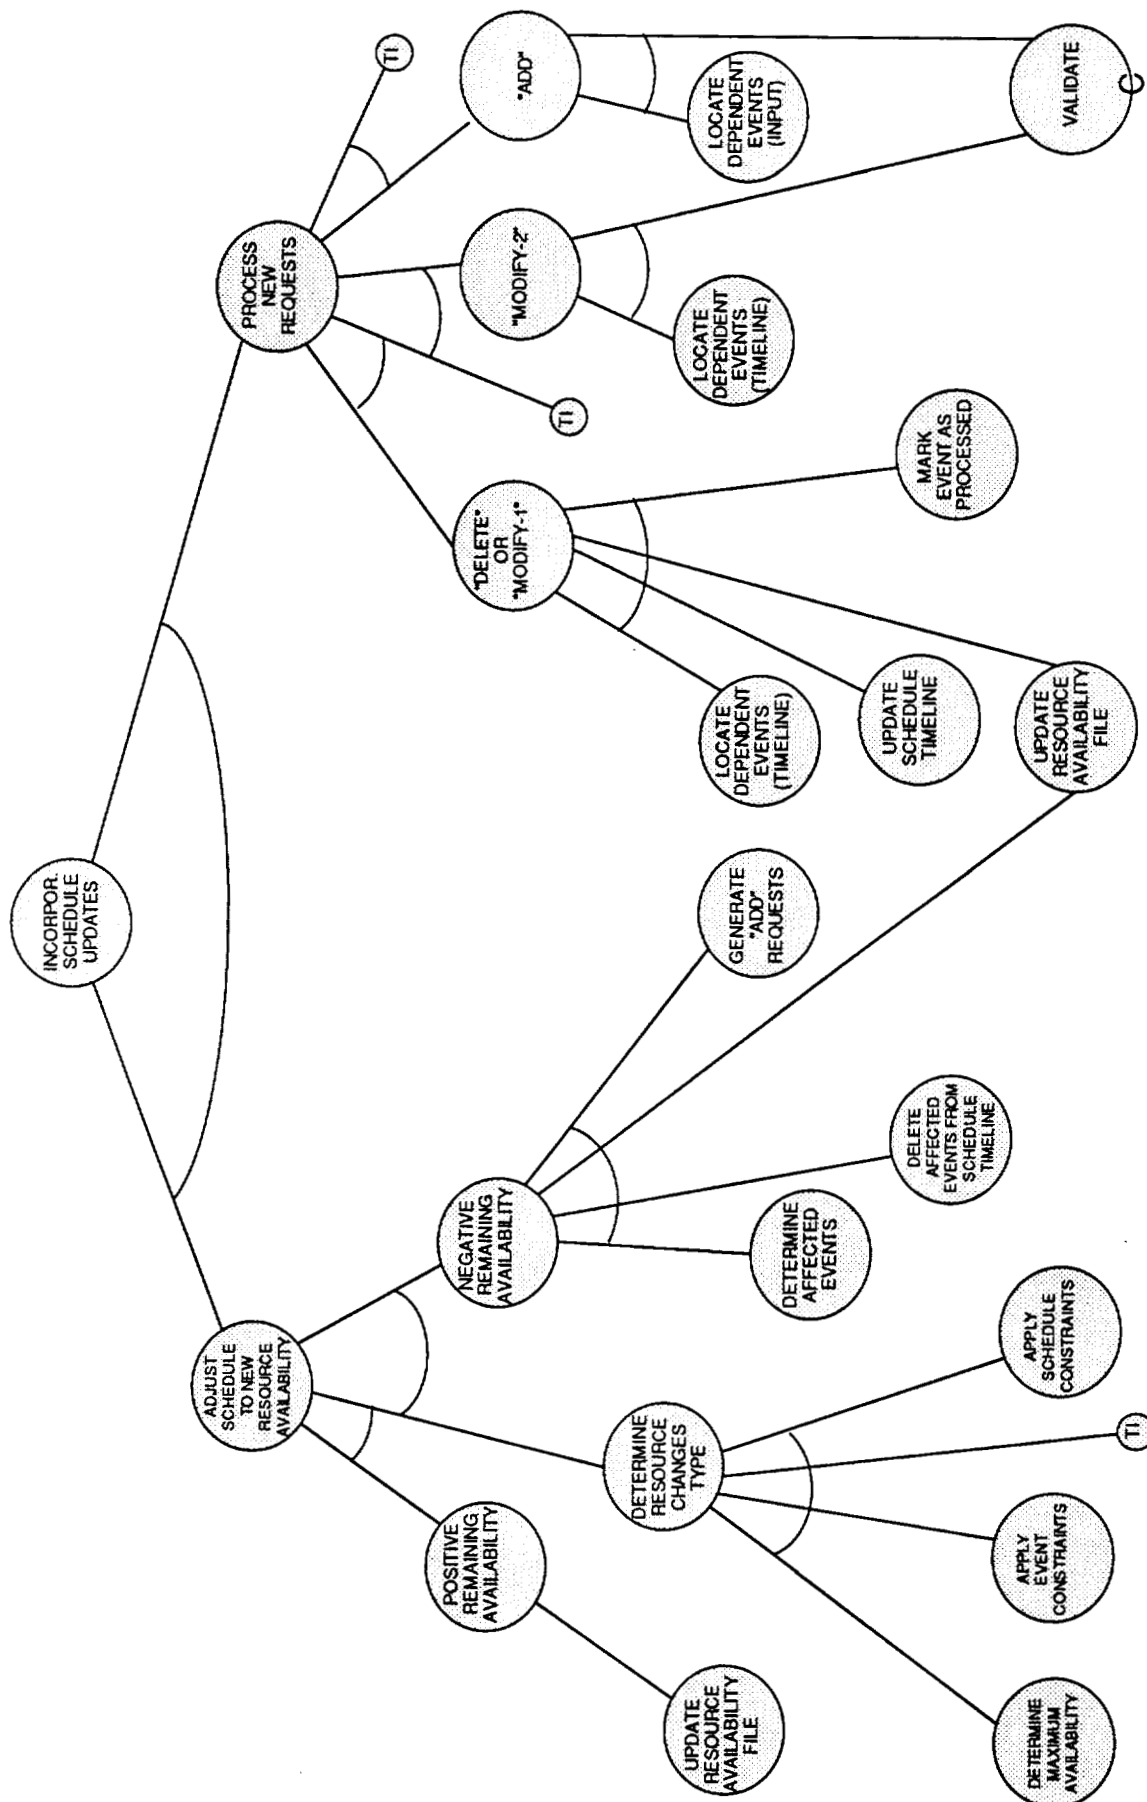 INCORPOR.
SCHEDULE
UPDATES
ADJUST
SCHEDULE
TO NEW
RESOURCE
AVAILABILITY
PROCESS
NEW
REQUESTS
TI
POSITIVE
REMAINING
AVAILABILITY
NEGATIVE
REMAINING
AVAILABILITY
"DELETE"
OR
"MODIFY-1"
TI
"MODIFY-2"
"ADD"
UPDATE
RESOURCE
AVAILABILITY
FILE
DETERMINE
RESOURCE
CHANGES
TYPE
DETERMINE
AFFECTED
EVENTS
GENERATE
"ADD"
REQUESTS
LOCATE
DEPENDENT
EVENTS
(TIMELINE)
LOCATE
DEPENDENT
EVENTS
(TIMELINE)
LOCATE
DEPENDENT
EVENTS
(INPUT)
DELETE
AFFECTED
EVENTS FROM
SCHEDULE
TIMELINE
UPDATE
SCHEDULE
TIMELINE
MARK
EVENT AS
PROCESSED
DETERMINE
MAXIMUM
AVAILABILITY
APPLY
EVENT
CONSTRAINTS
TI
APPLY
SCHEDULE
CONSTRAINTS
UPDATE
RESOURCE
AVAILABILITY
FILE
VALIDATE
C